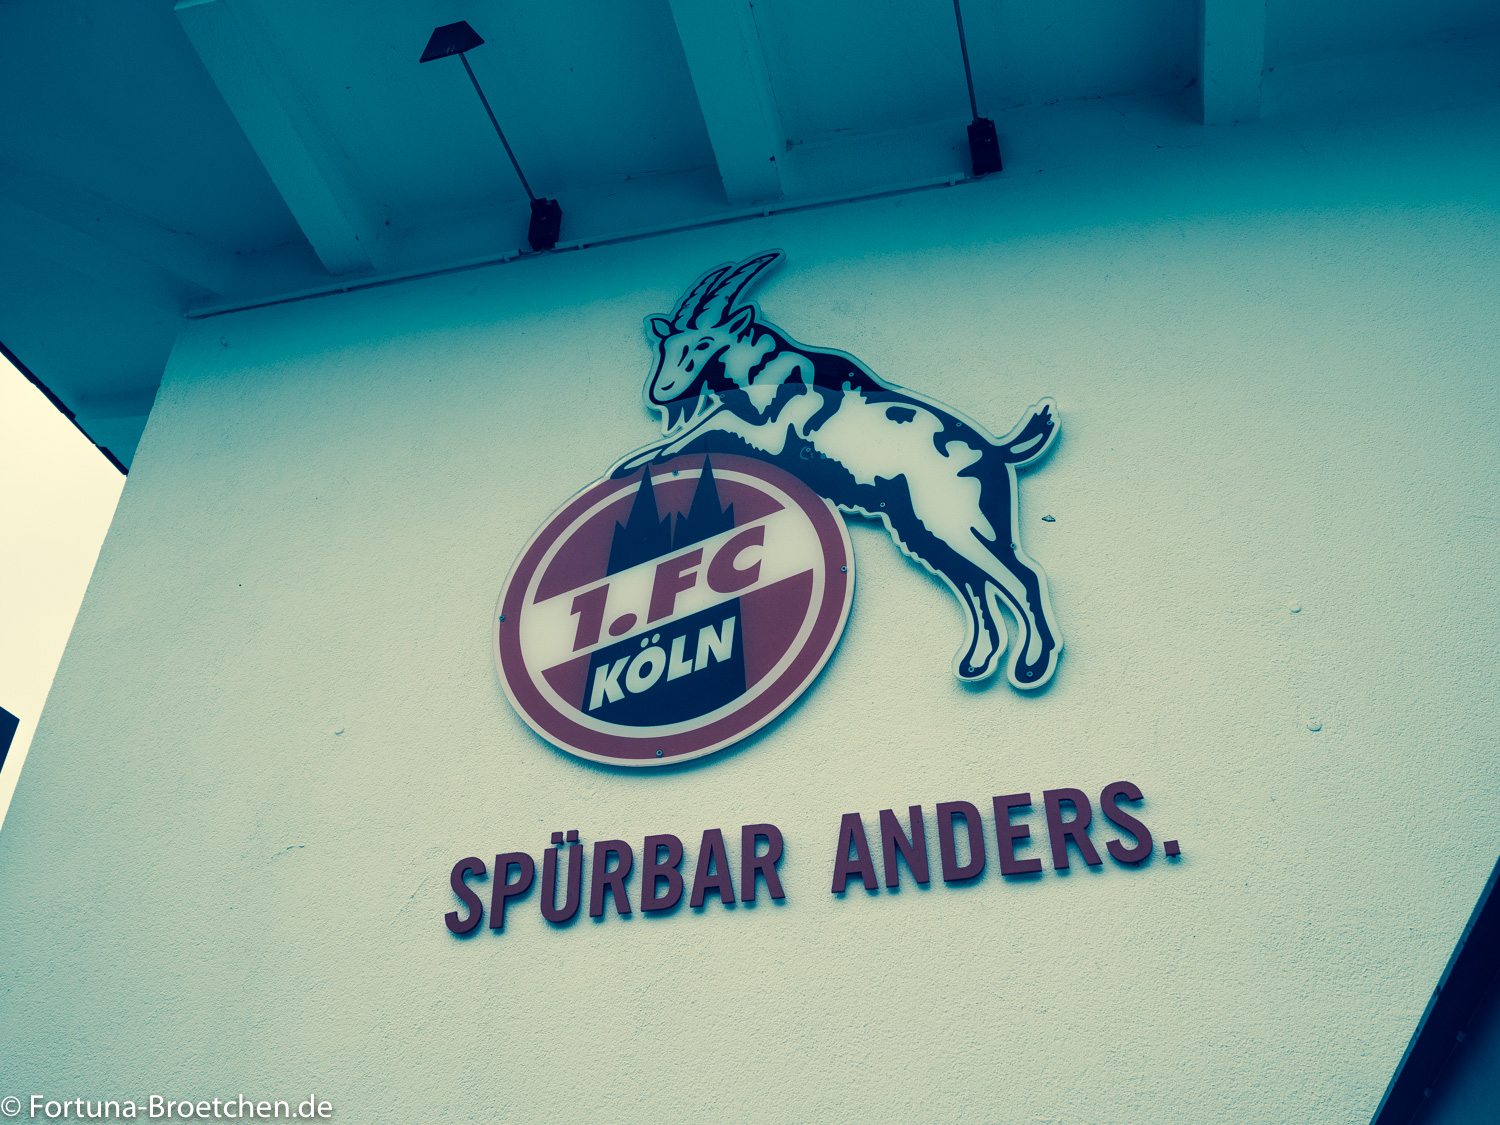 1. FC
KÖLN
SPÜRBAR ANDERS.
© Fortuna-Broetchen.de